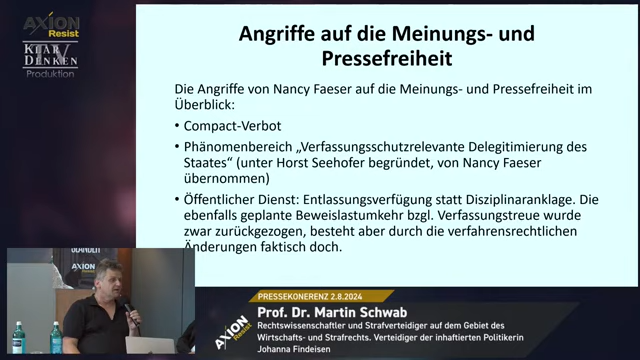 AXION
Resist
KLAR
DENKEN
TV
Produktion
Angriffe auf die Meinungs- und
Pressefreiheit
Die Angriffe von Nancy Faeser auf die Meinungs- und Pressefreiheit im
Überblick:
• Compact-Verbot
• Phänomenbereich „Verfassungsschutzrelevante Delegitimierung des
Staates“ (unter Horst Seehofer begründet, von Nancy Faeser
übernommen)
• Öffentlicher Dienst: Entlassungsverfügung statt Disziplinaranklage. Die
ebenfalls geplante Beweislastumkehr bzgl. Verfassungstreue wurde
zwar zurückgezogen, besteht aber durch die verfahrensrechtlichen
Änderungen faktisch doch.
AXION
Resist
PRESSEKONERENZ 2.8.2024
Prof. Dr. Martin Schwab
Rechtswissenschaftler und Strafverteidiger auf dem Gebiet des
Wirtschafts- und Strafrechts. Verteidiger der inhaftierten Politikerin
Johanna Findeisen
AXION
Resist